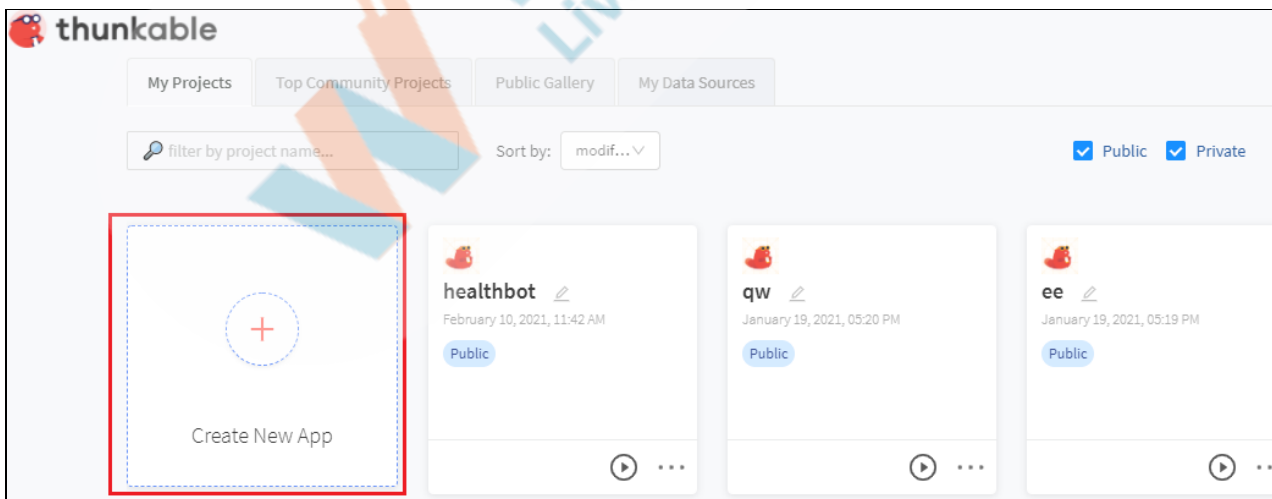 thunkable
My Projects Top Community Projects Public Gallery My Data Sources
filter by project name... Sort by: modif... Public Private
healthbot qw ee
February 10, 2021, 11:42 AM January 19, 2021, 05:20 PM January 19, 2021, 05:19 PM
Public Public Public
Create New App